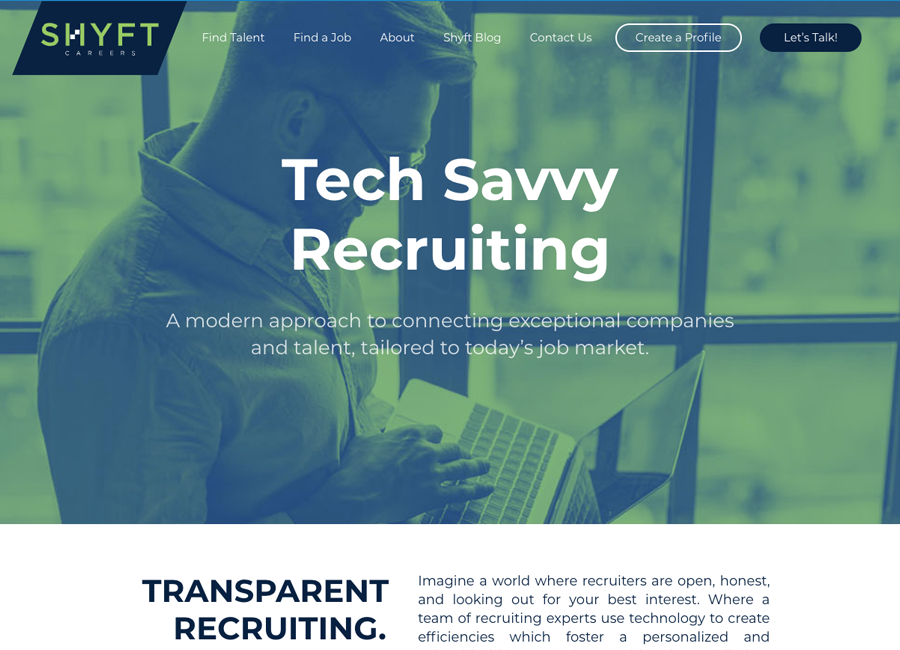 SHYFT
CAREERS
Find Talent
Find a Job
About
Shyft Blog
Contact Us
Create a Profile
Let's Talk!
Tech Savvy
Recruiting
A modern approach to connecting exceptional companies
and talent, tailored to today's job market.
TRANSPARENT
RECRUITING.
Imagine a world where recruiters are open, honest,
and looking out for your best interest. Where a
team of recruiting experts use technology to create
efficiencies which foster a personalized and